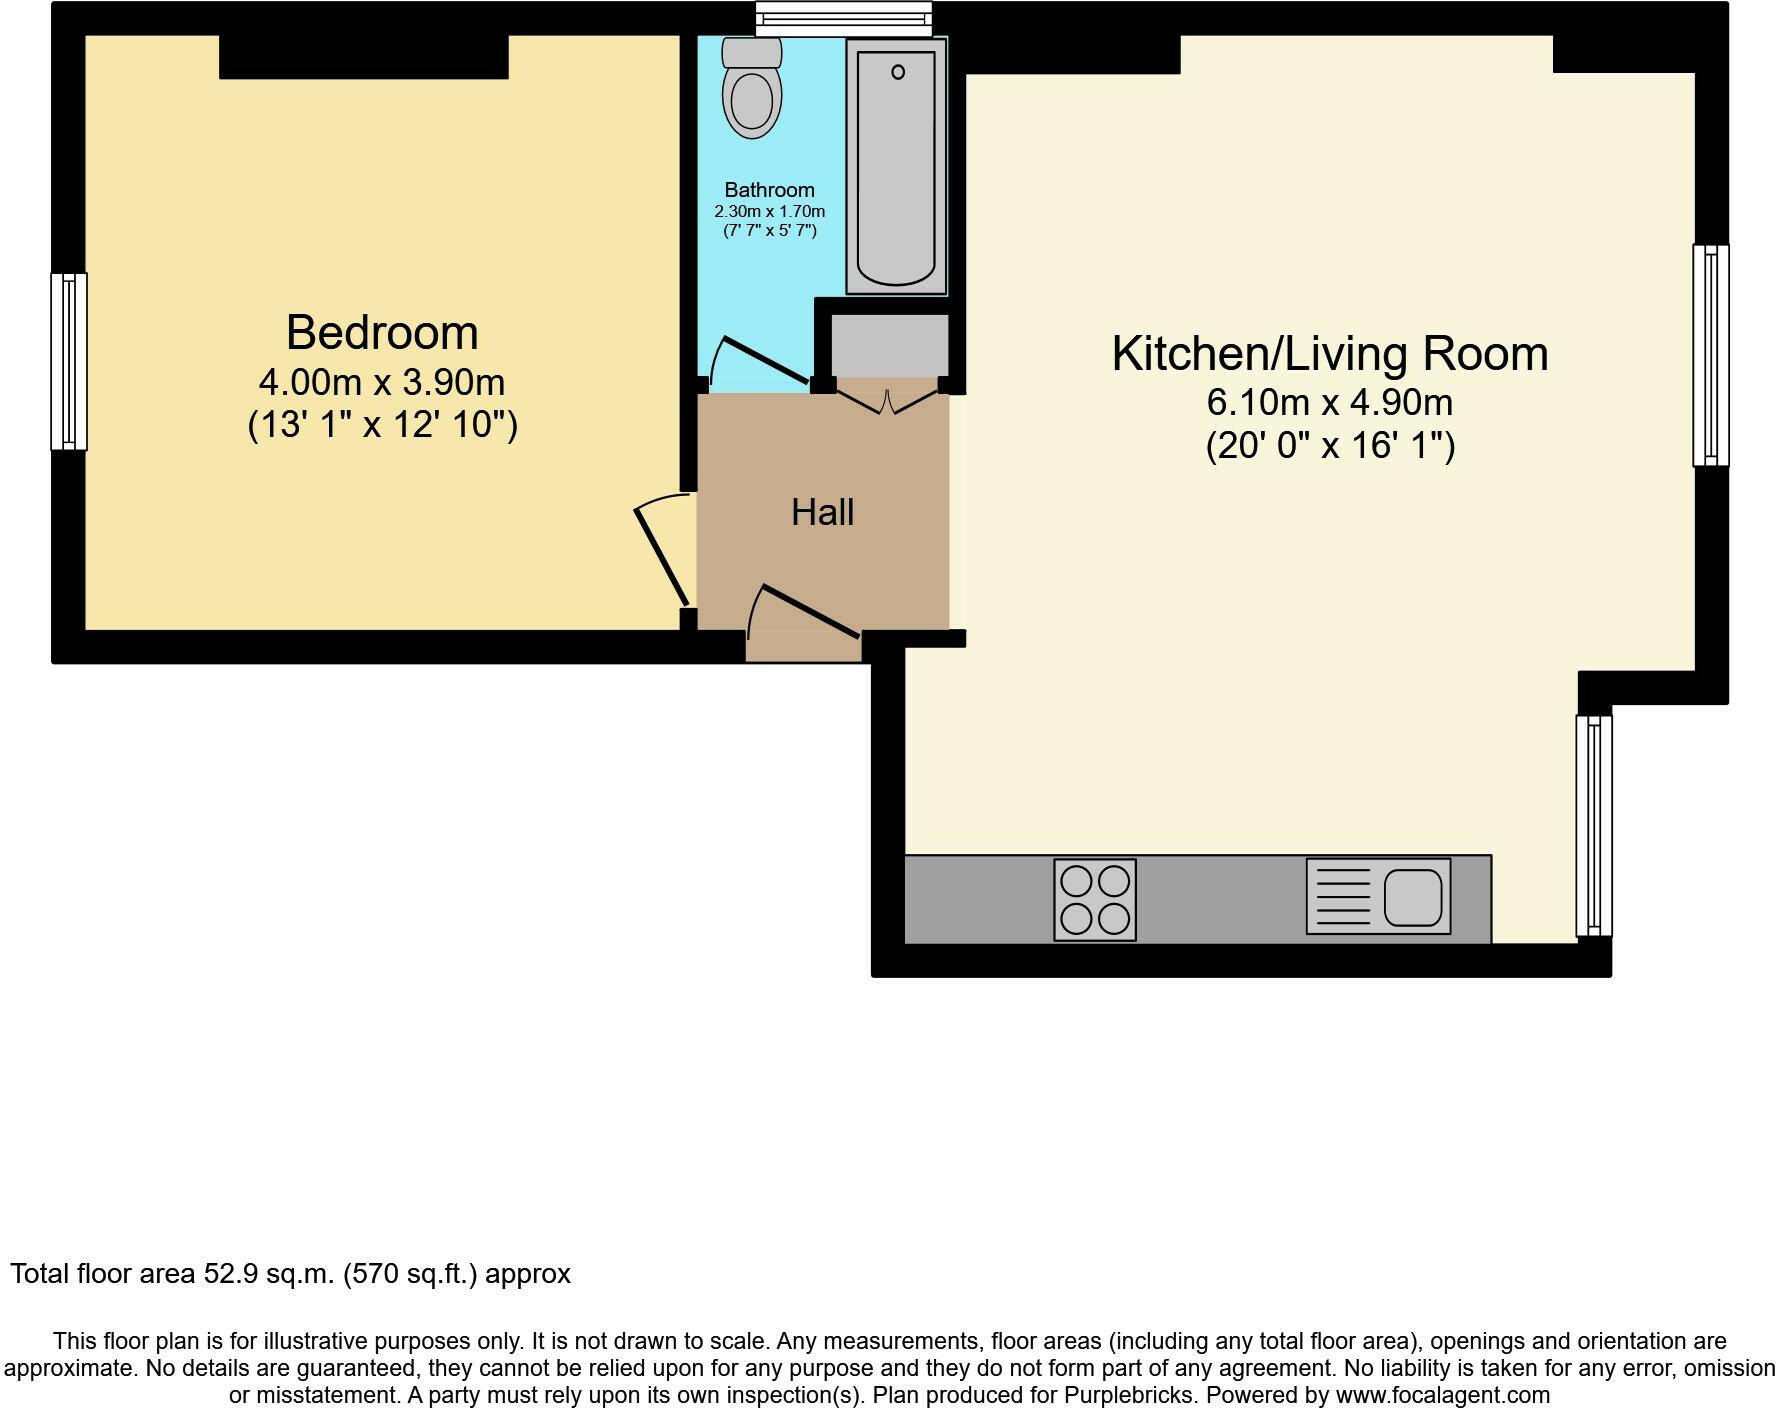 Bathroom
2.30m x 1.70m
(7' 7" x 5' 7")
Bedroom
4.00m x 3.90m
(13' 1" x 12' 10")
Kitchen/Living Room
6.10m x 4.90m
(20' 0" x 16' 1")
Hall
Total floor area 52.9 sq.m. (570 sq.ft.) approx
This floor plan is for illustrative purposes only. It is not drawn to scale. Any measurements, floor areas (including any total floor area), openings and orientation are
approximate. No details are guaranteed, they cannot be relied upon for any purpose and they do not form part of any agreement. No liability is taken for any error, omission
or misstatement. A party must rely upon its own inspection(s). Plan produced for Purplebricks. Powered by www.focalagent.com